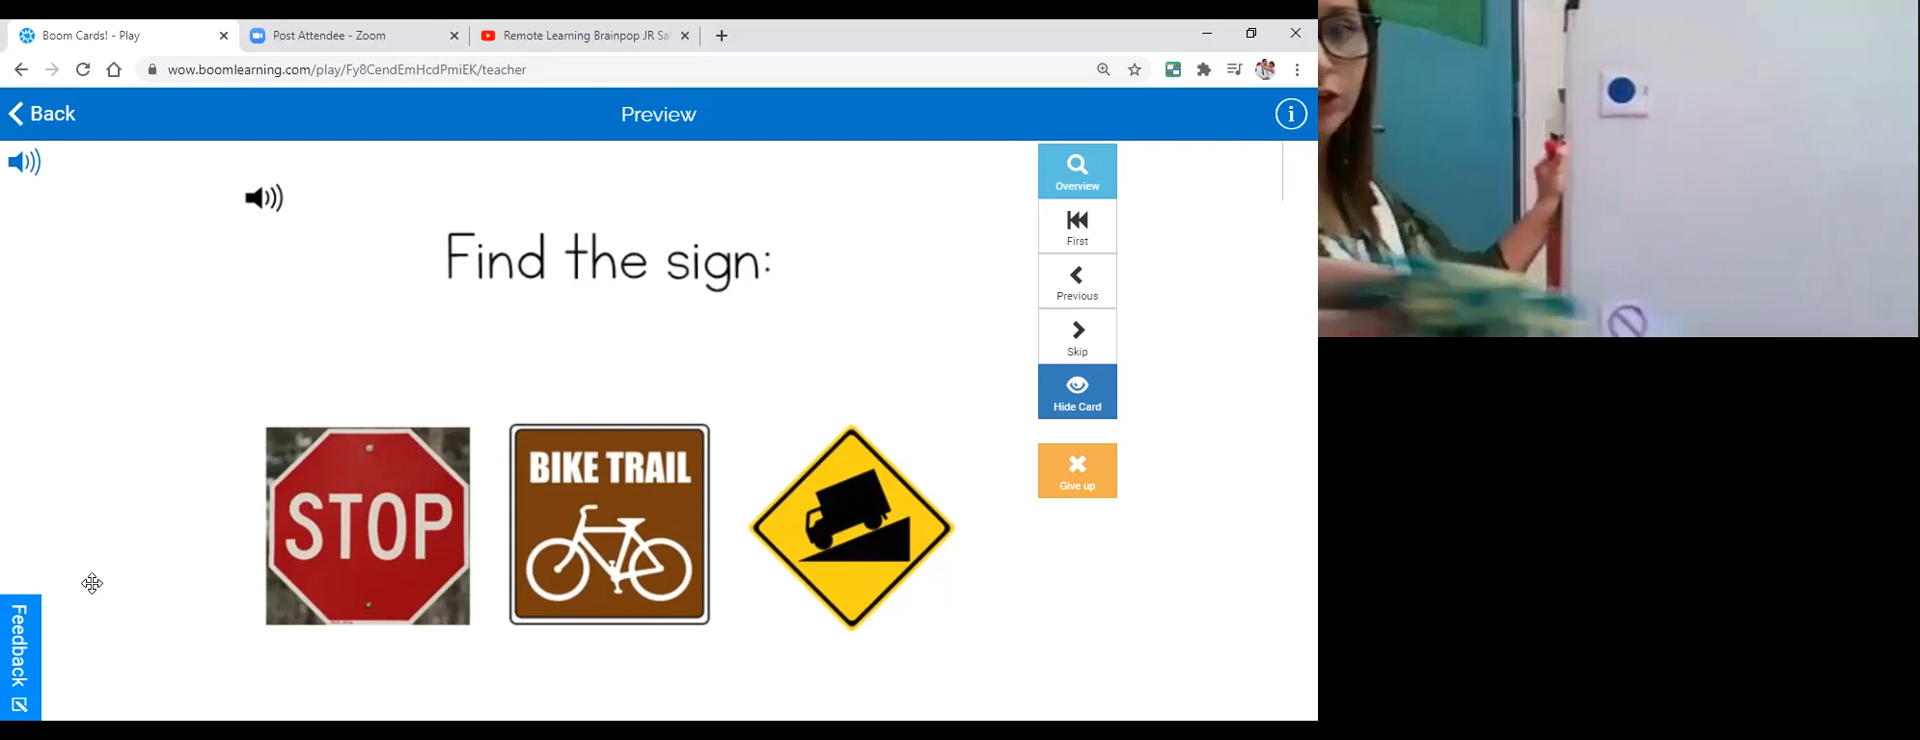 Boom Cards! - Play
Post Attendee - Zoom
Remote Learning Brainpop JR Sa
wow.boomlearning.com/play/Fy8CendEmHcdPmiEK/teacher
Back
Preview
Overview
First
Previous
Skip
Hide Card
Give up
Find the sign:
STOP
BIKE TRAIL
Feedback